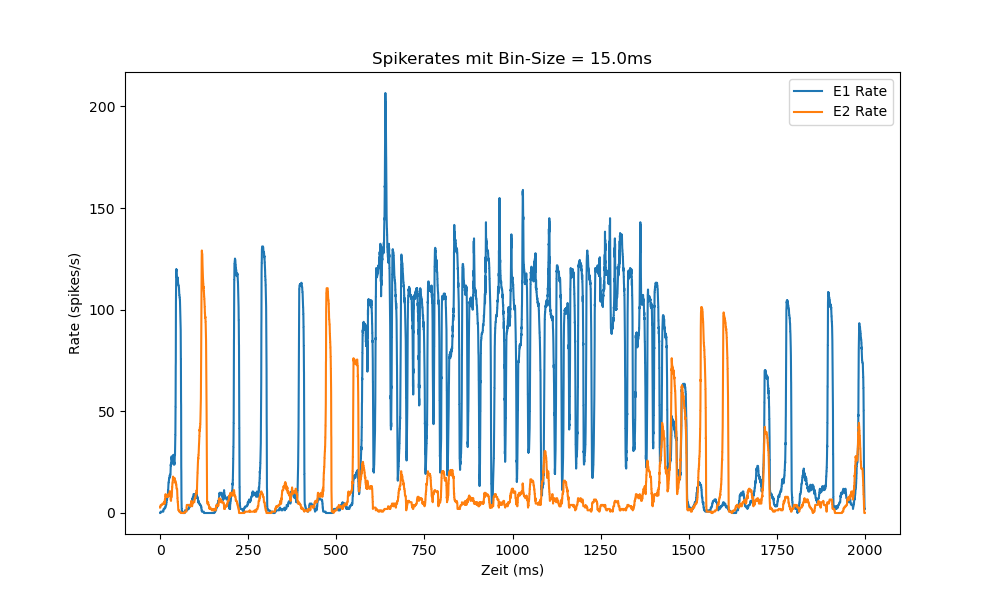 Spikerates mit Bin-Size = 15.0ms
E1 Rate
E2 Rate
Rate (spikes/s)
200
150
100
50
0
0 250 500 750 1000 1250 1500 1750 2000
Zeit (ms)